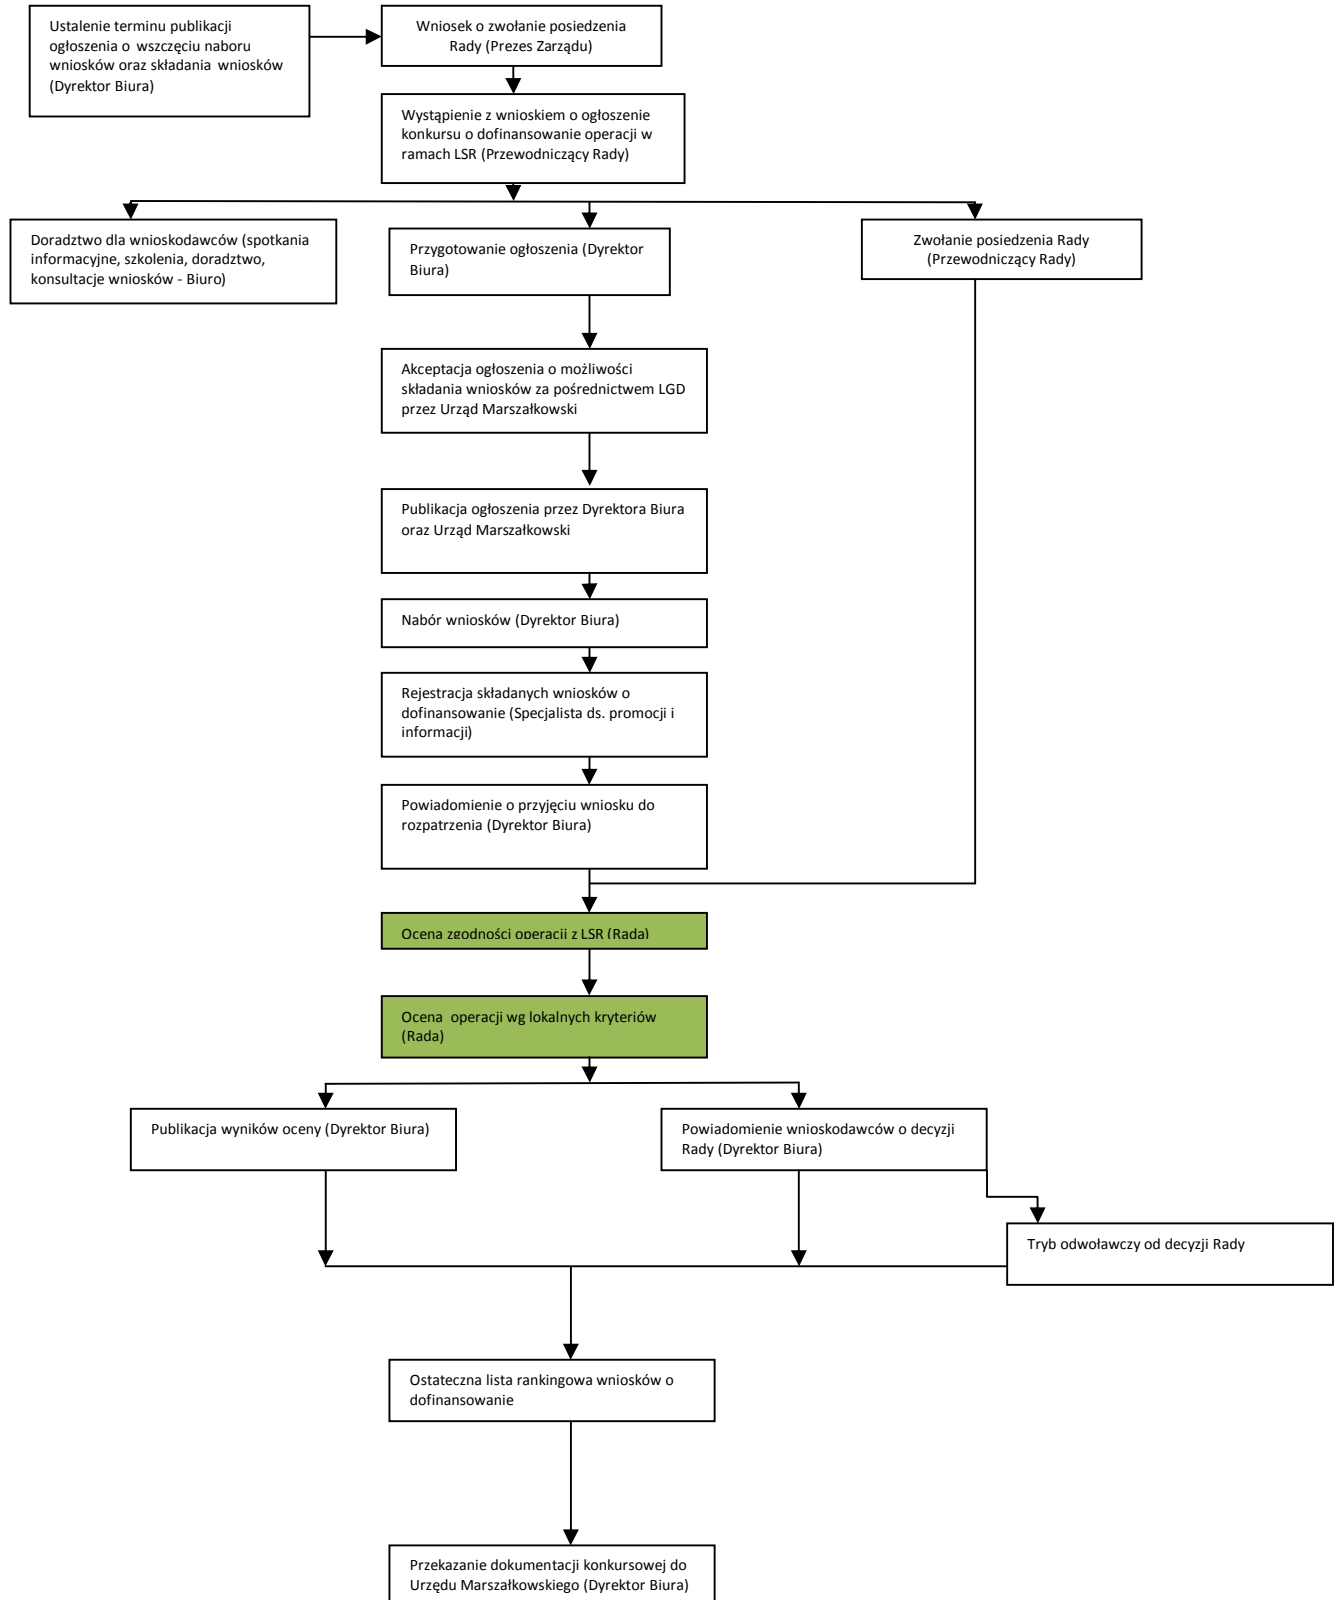 Ustalenie terminu publikacji
ogłoszenia o wszczęciu naboru
wniosków oraz składania wniosków
(Dyrektor Biura)
Wniosek o zwołanie posiedzenia
Rady (Prezes Zarządu)
Wystąpienie z wnioskiem o ogłoszenie
konkursu o dofinansowanie operacji w
ramach LSR (Przewodniczący Rady)
Doradztwo dla wnioskodawców (spotkania
informacyjne, szkolenia, doradztwo,
konsultacje wniosków - Biuro)
Przygotowanie ogłoszenia (Dyrektor
Biura)
Zwołanie posiedzenia Rady
(Przewodniczący Rady)
Akceptacja ogłoszenia o możliwości
składania wniosków za pośrednictwem LGD
przez Urząd Marszałkowski
Publikacja ogłoszenia przez Dyrektora Biura
oraz Urząd Marszałkowski
Nabór wniosków (Dyrektor Biura)
Rejestracja składanych wniosków o
dofinansowanie (Specjalista ds. promocji i
informacji)
Powiadomienie o przyjęciu wniosku do
rozpatrzenia (Dyrektor Biura)
Ocena zgodności operacji z LSR (Rada)
Ocena operacji wg lokalnych kryteriów
(Rada)
Publikacja wyników oceny (Dyrektor Biura)
Powiadomienie wnioskodawców o decyzji
Rady (Dyrektor Biura)
Tryb odwoławczy od decyzji Rady
Ostateczna lista rankingowa wniosków o
dofinansowanie
Przekazanie dokumentacji konkursowej do
Urzędu Marszałkowskiego (Dyrektor Biura)